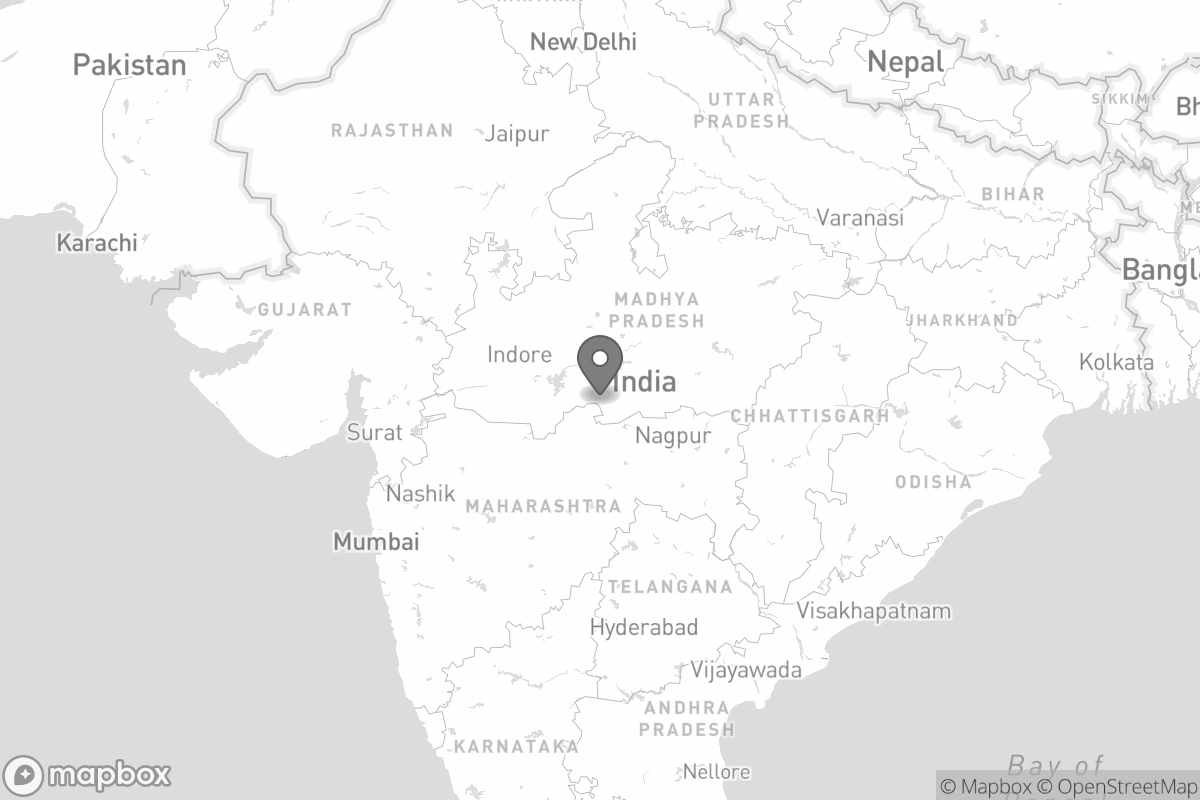 New Delhi
Pakistan
Nepal
SIKKIM
UTTAR
PRADESH
RAJASTHAN
Jaipur
BIHAR
Varanasi
Karachi
GUJARAT
MADHYA
PRADESH
JHARKHAND
Indore
India
Kolkata
CHHATTISGARH
Surat
Nagpur
ODISHA
Nashik
MAHARASHTRA
Mumbai
TELANGANA
Visakhapatnam
Hyderabad
Vijayawada
ANDHRA
PRADESH
KARNATAKA
Bay of
Nellore
mapbox
© Mapbox © OpenStreetMap